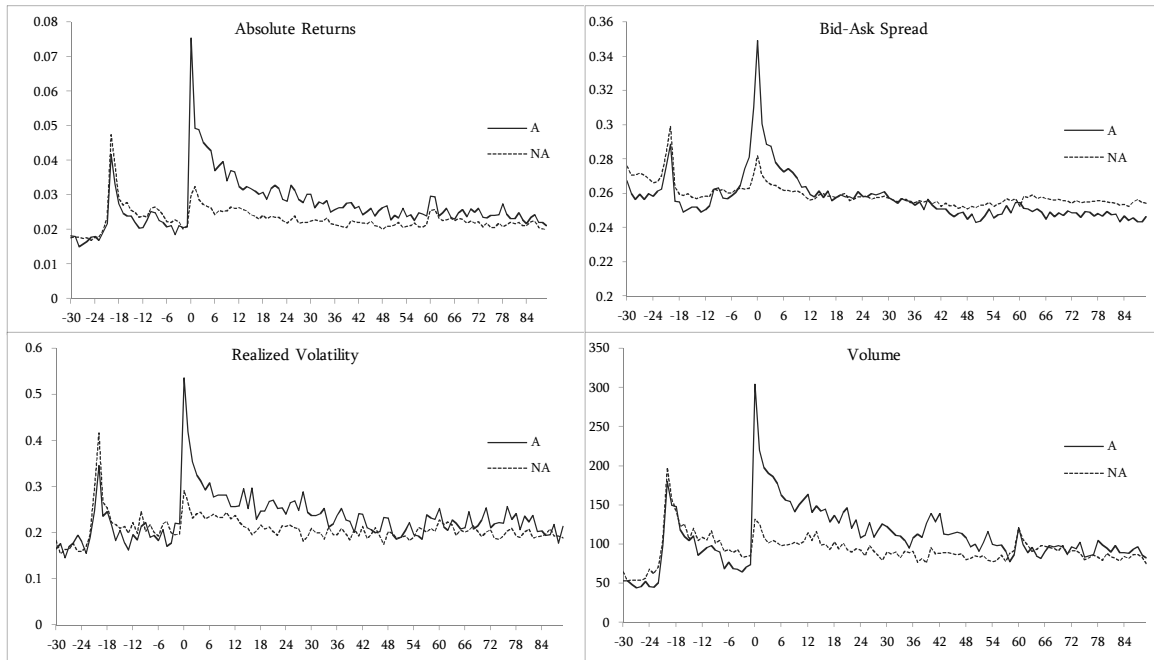 Absolute Returns
0.08
0.07
0.06
0.05
0.04
0.03
0.02
0.01
0
A
NA
-30 -24 -18 -12 -6 0 6 12 18 24 30 36 42 48 54 60 66 72 78 84
Bid-Ask Spread
0.36
0.34
0.32
0.3
0.28
0.26
0.24
0.22
0.2
A
NA
-30 -24 -18 -12 -6 0 6 12 18 24 30 36 42 48 54 60 66 72 78 84
Realized Volatility
0.6
0.5
0.4
0.3
0.2
0.1
0
A
NA
-30 -24 -18 -12 -6 0 6 12 18 24 30 36 42 48 54 60 66 72 78 84
Volume
350
300
250
200
150
100
50
0
A
NA
-30 -24 -18 -12 -6 0 6 12 18 24 30 36 42 48 54 60 66 72 78 84